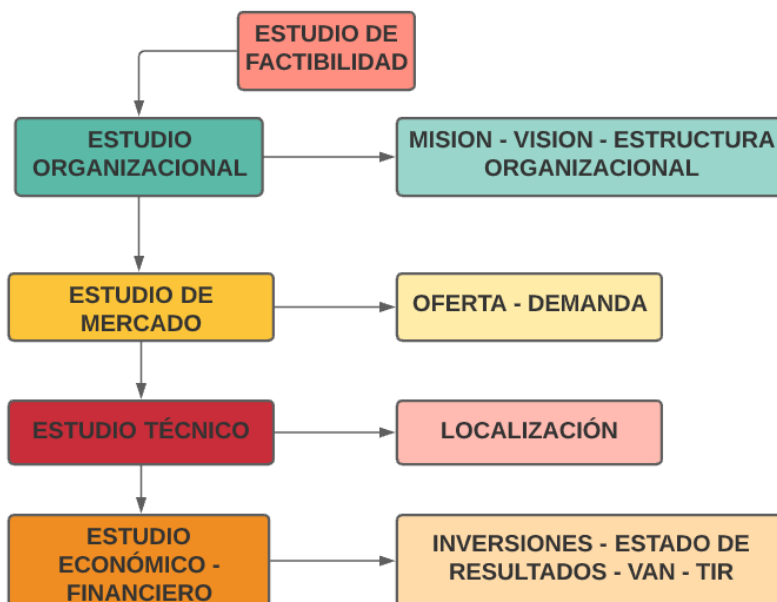 ESTUDIO DE
FACTIBILIDAD
ESTUDIO
ORGANIZACIONAL
MISION - VISION - ESTRUCTURA
ORGANIZACIONAL
ESTUDIO DE
MERCADO
OFERTA - DEMANDA
ESTUDIO TÉCNICO
LOCALIZACIÓN
ESTUDIO
ECONÓMICO -
FINANCIERO
INVERSIONES - ESTADO DE
RESULTADOS - VAN - TIR